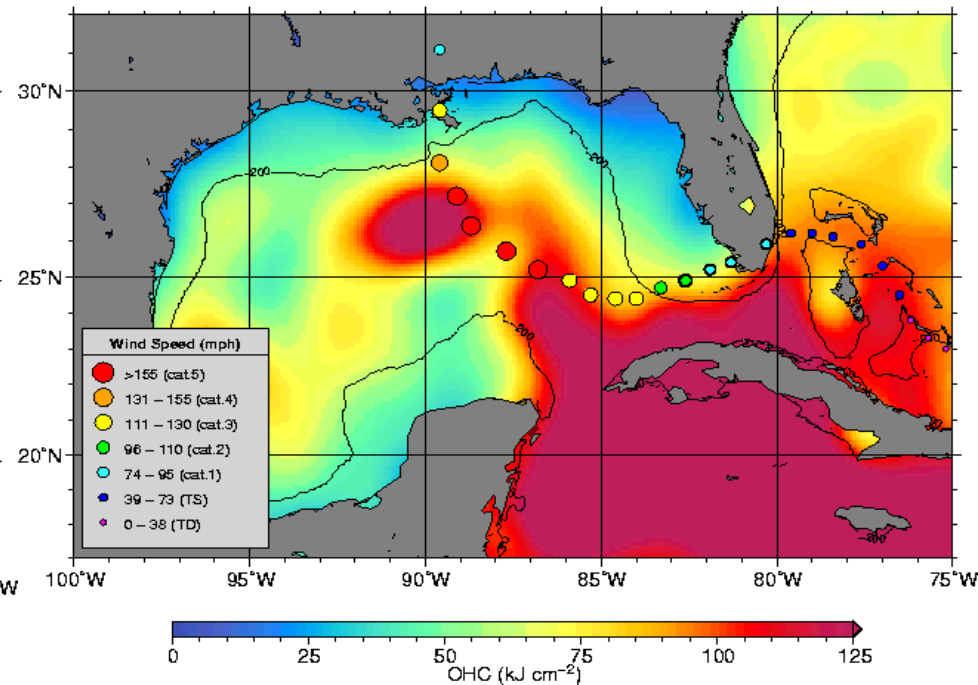 30°N
25°N
20°N
200
200
200
Wind Speed (mph)
>155 (cat.5)
131 – 155 (cat.4)
111 – 130 (cat.3)
96 – 110 (cat.2)
74 – 95 (cat.1)
39 – 73 (TS)
0 – 38 (TD)
W
100°W 95°W 90°W 85°W 80°W 75°W
0 25 50 75 100 125
OHC (kJ cm⁻²)